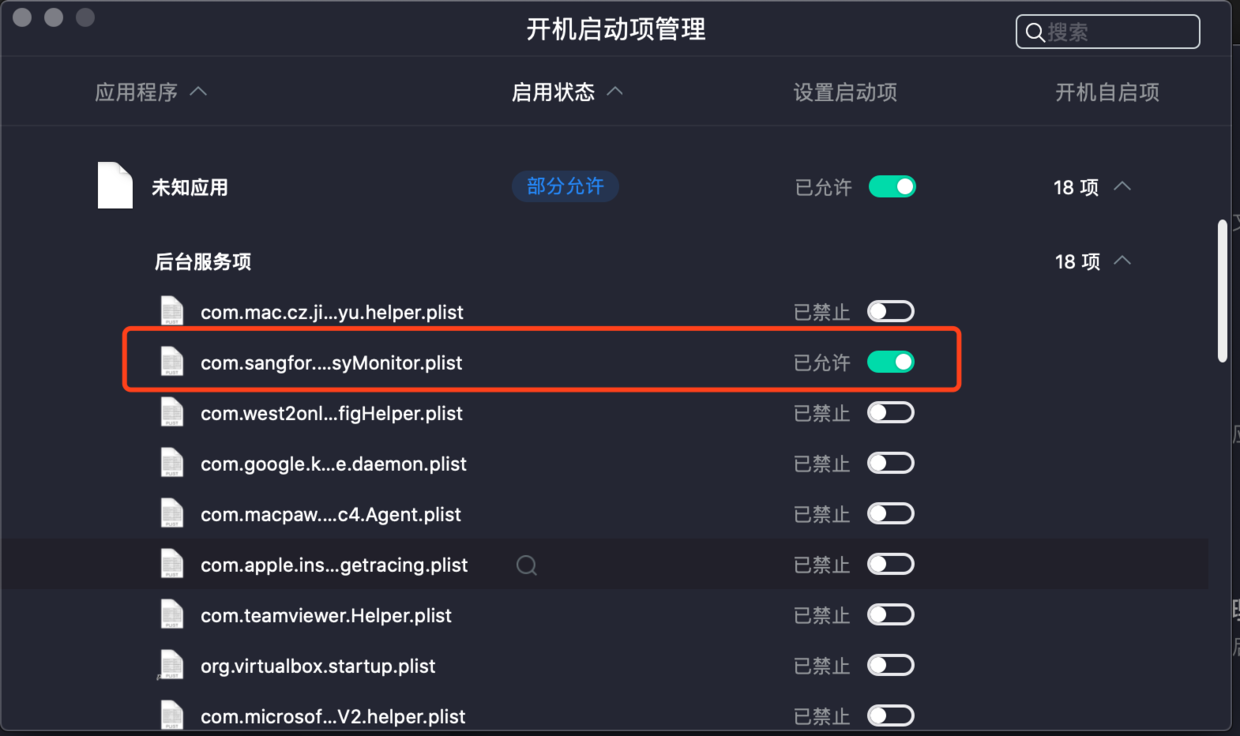 开机启动项管理
搜索
应用程序 启用状态 设置启动项 开机自启项
未知应用 部分允许 已允许 18 项
后台服务项 18 项
com.mac.cz.ji...yu.helper.plist 已禁止
com.sangfor....syMonitor.plist 已允许
com.west2onl...figHelper.plist 已禁止
com.google.k...e.daemon.plist 已禁止
com.macpaw....c4.Agent.plist 已禁止
com.apple.ins...getracing.plist 已禁止
com.teamviewer.Helper.plist 已禁止
org.virtualbox.startup.plist 已禁止
com.microsof...V2.helper.plist 已禁止